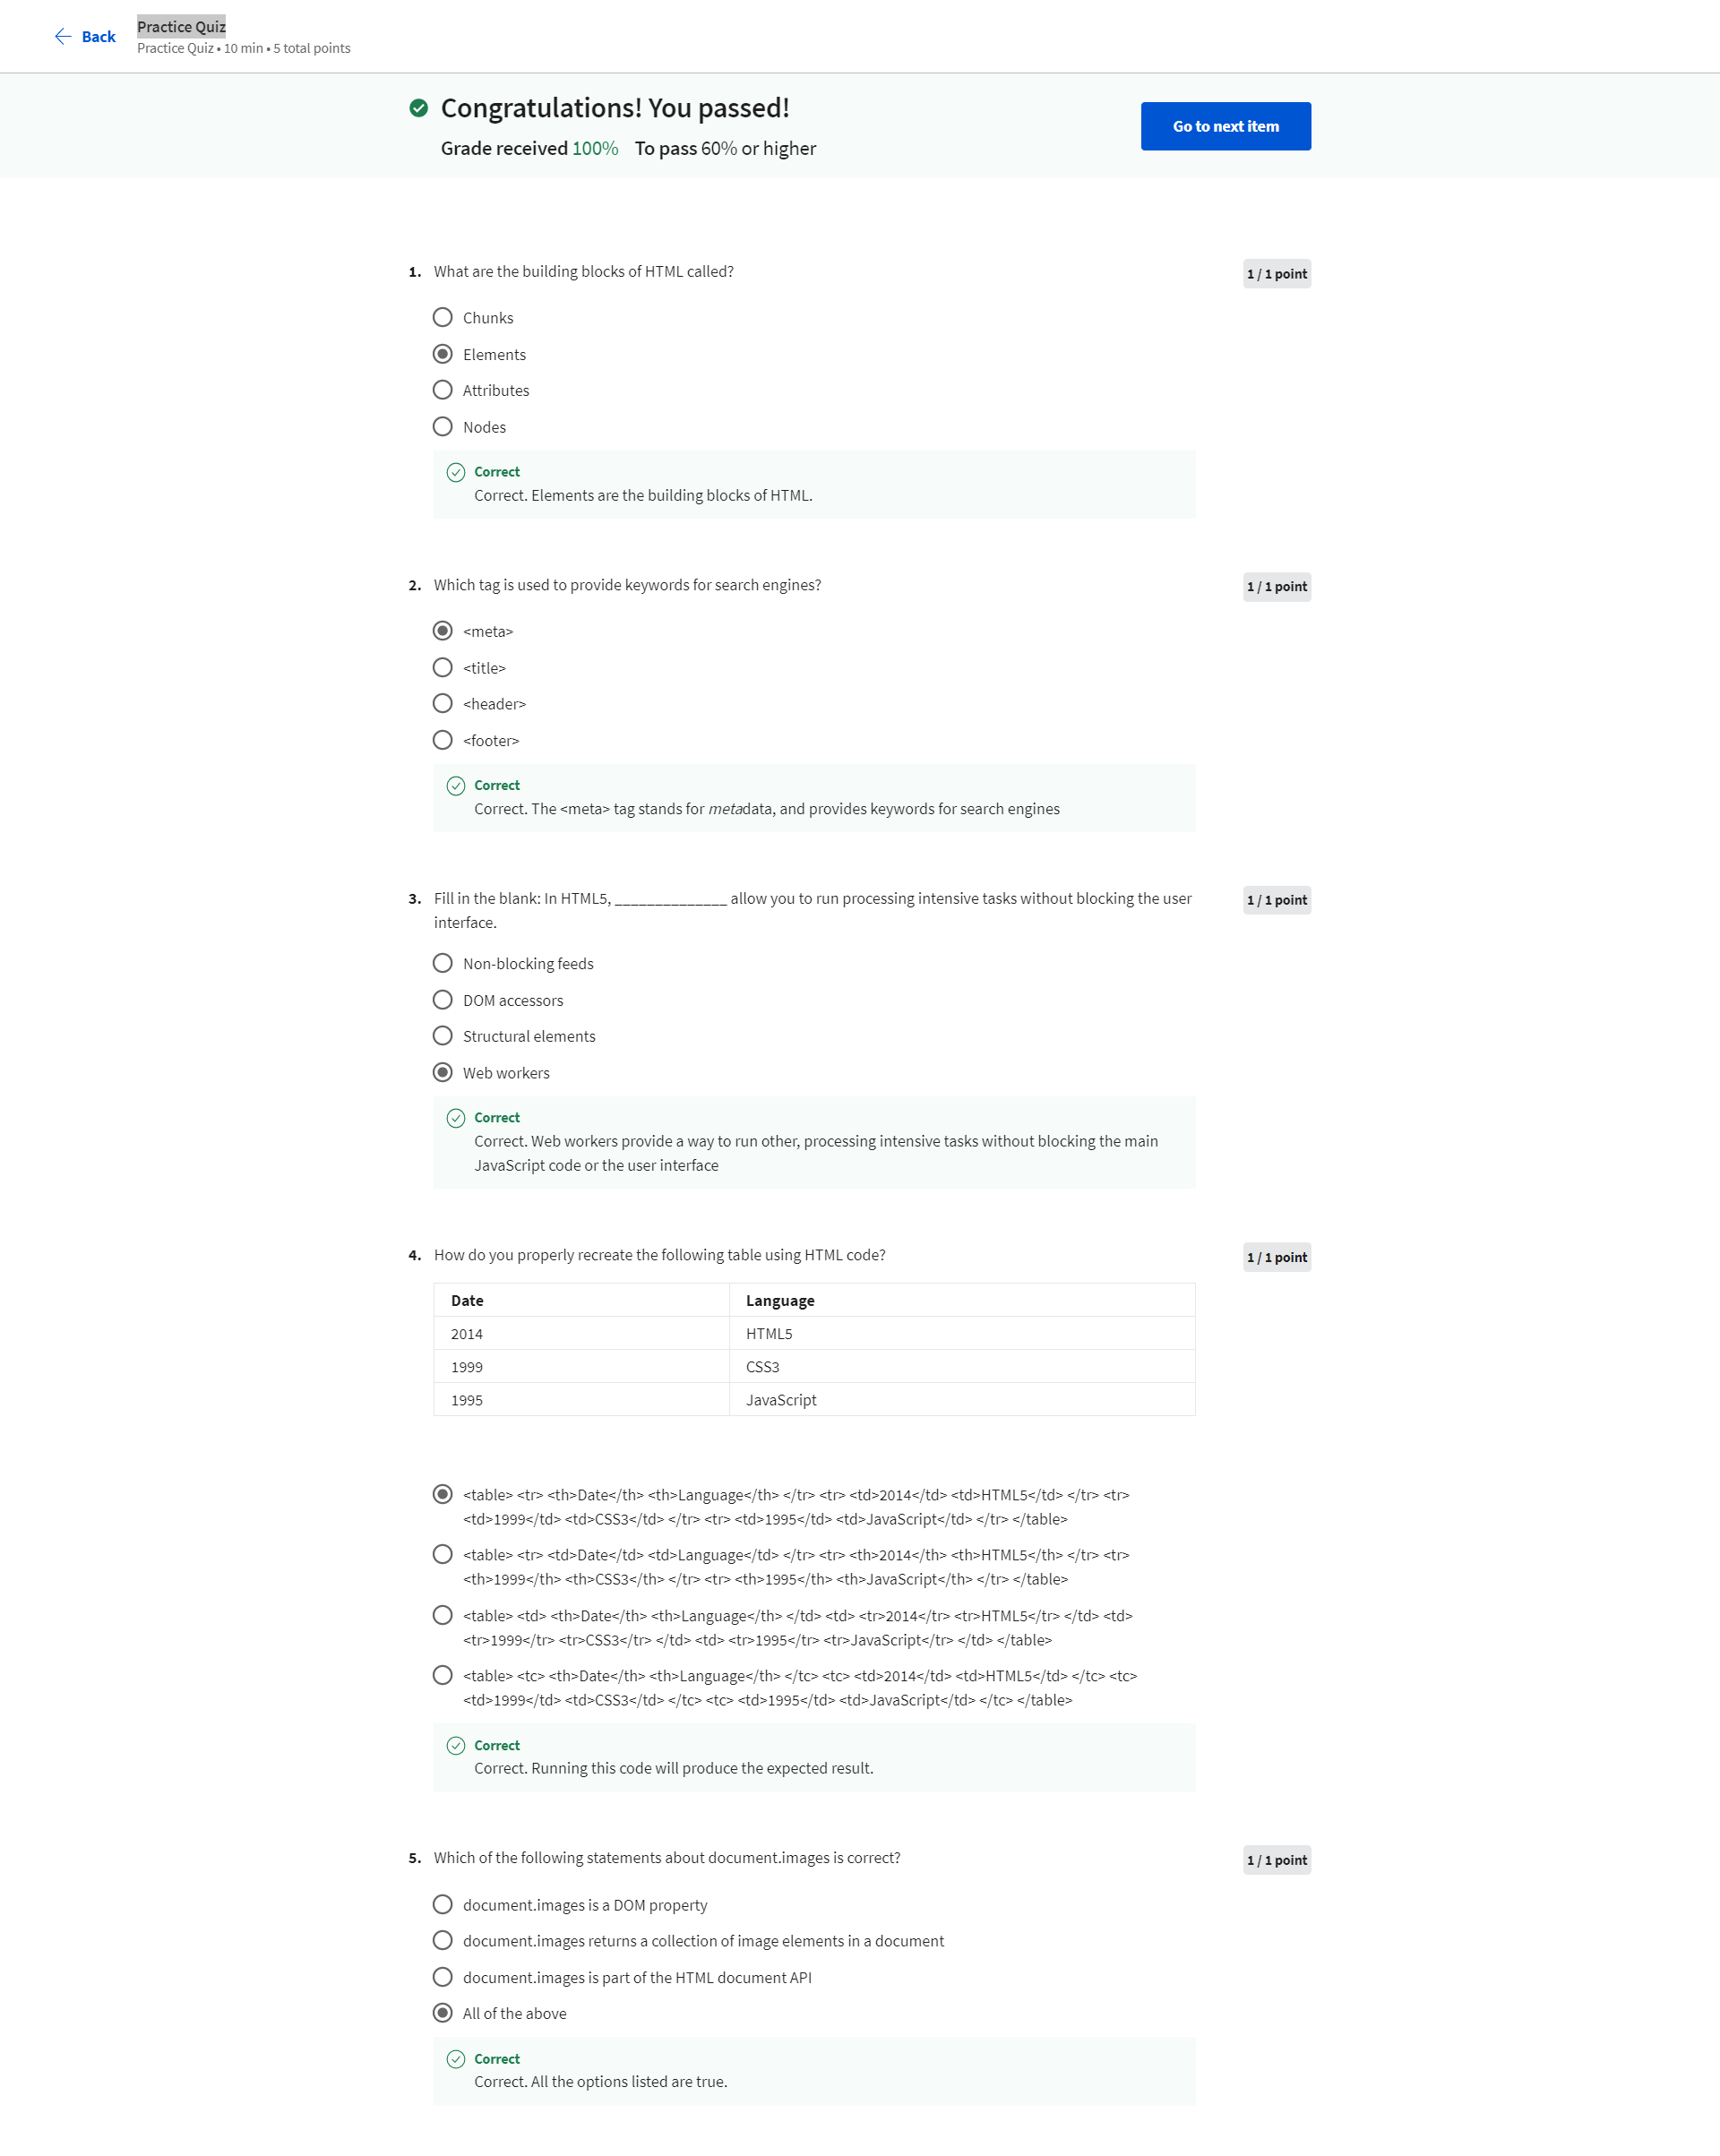 Back
Practice Quiz
Practice Quiz • 10 min • 5 total points
Congratulations! You passed!
Grade received 100% To pass 60% or higher
Go to next item
1. What are the building blocks of HTML called?
1 / 1 point
Chunks
Elements
Attributes
Nodes
Correct
Correct. Elements are the building blocks of HTML.
2. Which tag is used to provide keywords for search engines?
1 / 1 point
<meta>
<title>
<header>
<footer>
Correct
Correct. The <meta> tag stands for metadata, and provides keywords for search engines
3. Fill in the blank: In HTML5, ______________ allow you to run processing intensive tasks without blocking the user
interface.
1 / 1 point
Non-blocking feeds
DOM accessors
Structural elements
Web workers
Correct
Correct. Web workers provide a way to run other, processing intensive tasks without blocking the main
JavaScript code or the user interface
4. How do you properly recreate the following table using HTML code?
1 / 1 point
Date Language
2014 HTML5
1999 CSS3
1995 JavaScript
<table> <tr> <th>Date</th> <th>Language</th> </tr> <tr> <td>2014</td> <td>HTML5</td> </tr> <tr>
<td>1999</td> <td>CSS3</td> </tr> <tr> <td>1995</td> <td>JavaScript</td> </tr> </table>
<table> <tr> <td>Date</td> <td>Language</td> </tr> <tr> <th>2014</th> <th>HTML5</th> </tr> <tr>
<th>1999</th> <th>CSS3</th> </tr> <tr> <th>1995</th> <th>JavaScript</th> </tr> </table>
<table> <td> <th>Date</th> <th>Language</th> </td> <td> <tr>2014</tr> <tr>HTML5</tr> </td> <td>
<tr>1999</tr> <tr>CSS3</tr> </td> <td> <tr>1995</tr> <tr>JavaScript</tr> </td> </table>
<table> <tc> <th>Date</th> <th>Language</th> </tc> <tc> <td>2014</td> <td>HTML5</td> </tc> <tc>
<td>1999</td> <td>CSS3</td> </tc> <tc> <td>1995</td> <td>JavaScript</td> </tc> </table>
Correct
Correct. Running this code will produce the expected result.
5. Which of the following statements about document.images is correct?
1 / 1 point
document.images is a DOM property
document.images returns a collection of image elements in a document
document.images is part of the HTML document API
All of the above
Correct
Correct. All the options listed are true.